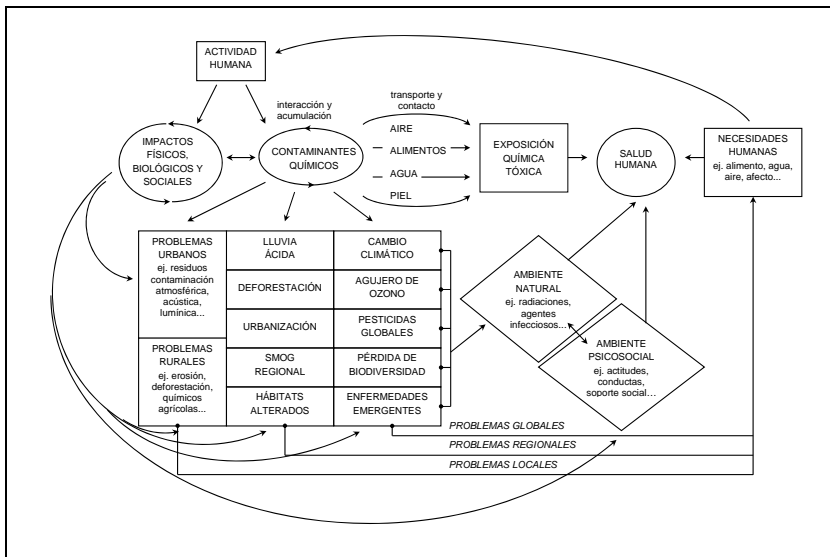 ACTIVIDAD
HUMANA
interacción y
acumulación
transporte y
contacto
IMPACTOS
FÍSICOS,
BIOLÓGICOS Y
SOCIALES
CONTAMINANTES
QUÍMICOS
AIRE
ALIMENTOS
AGUA
PIEL
EXPOSICIÓN
QUÍMICA
TÓXICA
SALUD
HUMANA
NECESIDADES
HUMANAS
ej. alimento, agua,
aire, afecto...
PROBLEMAS
URBANOS
ej. residuos
contaminación
atmosférica,
acústica,
lumínica...
PROBLEMAS
RURALES
ej. erosión,
deforestación,
químicos
agrícolas...
LLUVIA
ÁCIDA
DEFORESTACIÓN
URBANIZACIÓN
SMOG
REGIONAL
HÁBITATS
ALTERADOS
CAMBIO
CLIMÁTICO
AGUJERO DE
OZONO
PESTICIDAS
GLOBALES
PÉRDIDA DE
BIODIVERSIDAD
ENFERMEDADES
EMERGENTES
AMBIENTE
NATURAL
ej. radiaciones,
agentes
infecciosos...
AMBIENTE
PSICOSOCIAL
ej. actitudes,
conductas,
soporte social...
PROBLEMAS GLOBALES
PROBLEMAS REGIONALES
PROBLEMAS LOCALES